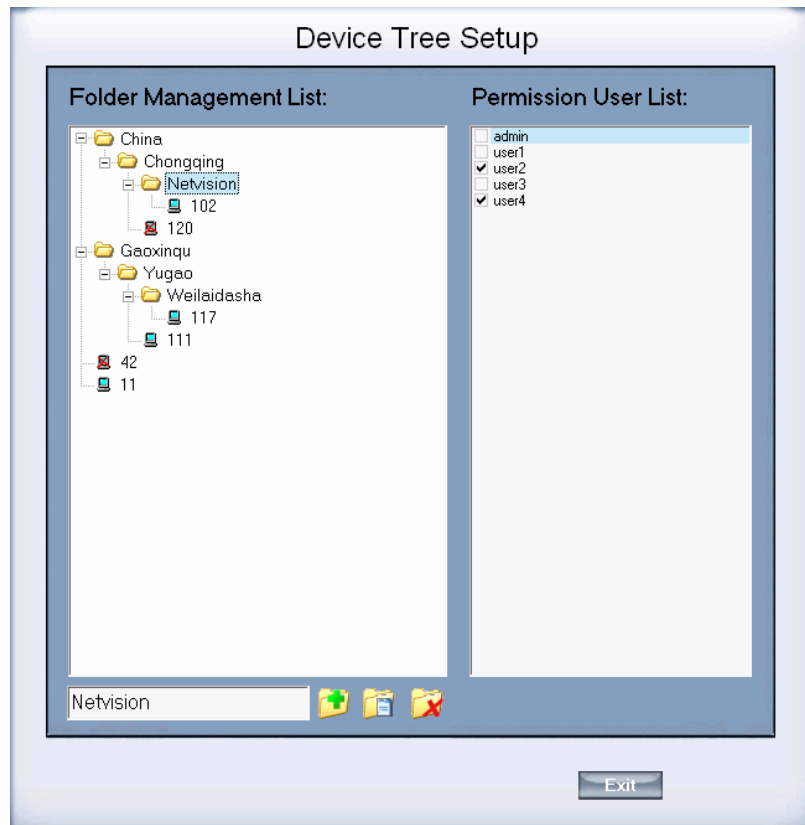 Device Tree Setup
Folder Management List:
China
Chongqing
Netvision
102
120
Gaoxinqu
Yugao
Weilaidasha
117
111
42
11
Netvision
Permission User List:
admin
user1
user2
user3
user4
Exit